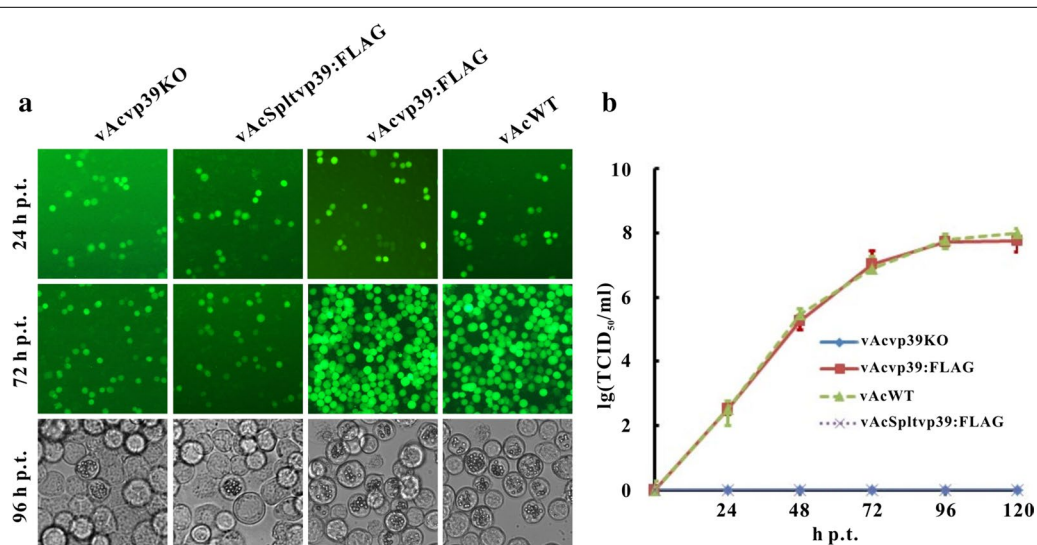 a
vAcvp39KO
vAcSpltvp39:FLAG
vAcvp39:FLAG
vAcWT
24 h p.t.
72 h p.t.
96 h p.t.
b
lg(TCID50/ml)
10
8
6
4
2
0
24
48
72
96
120
h p.t.
vAcvp39KO
vAcvp39:FLAG
vAcWT
vAcSpltvp39:FLAG